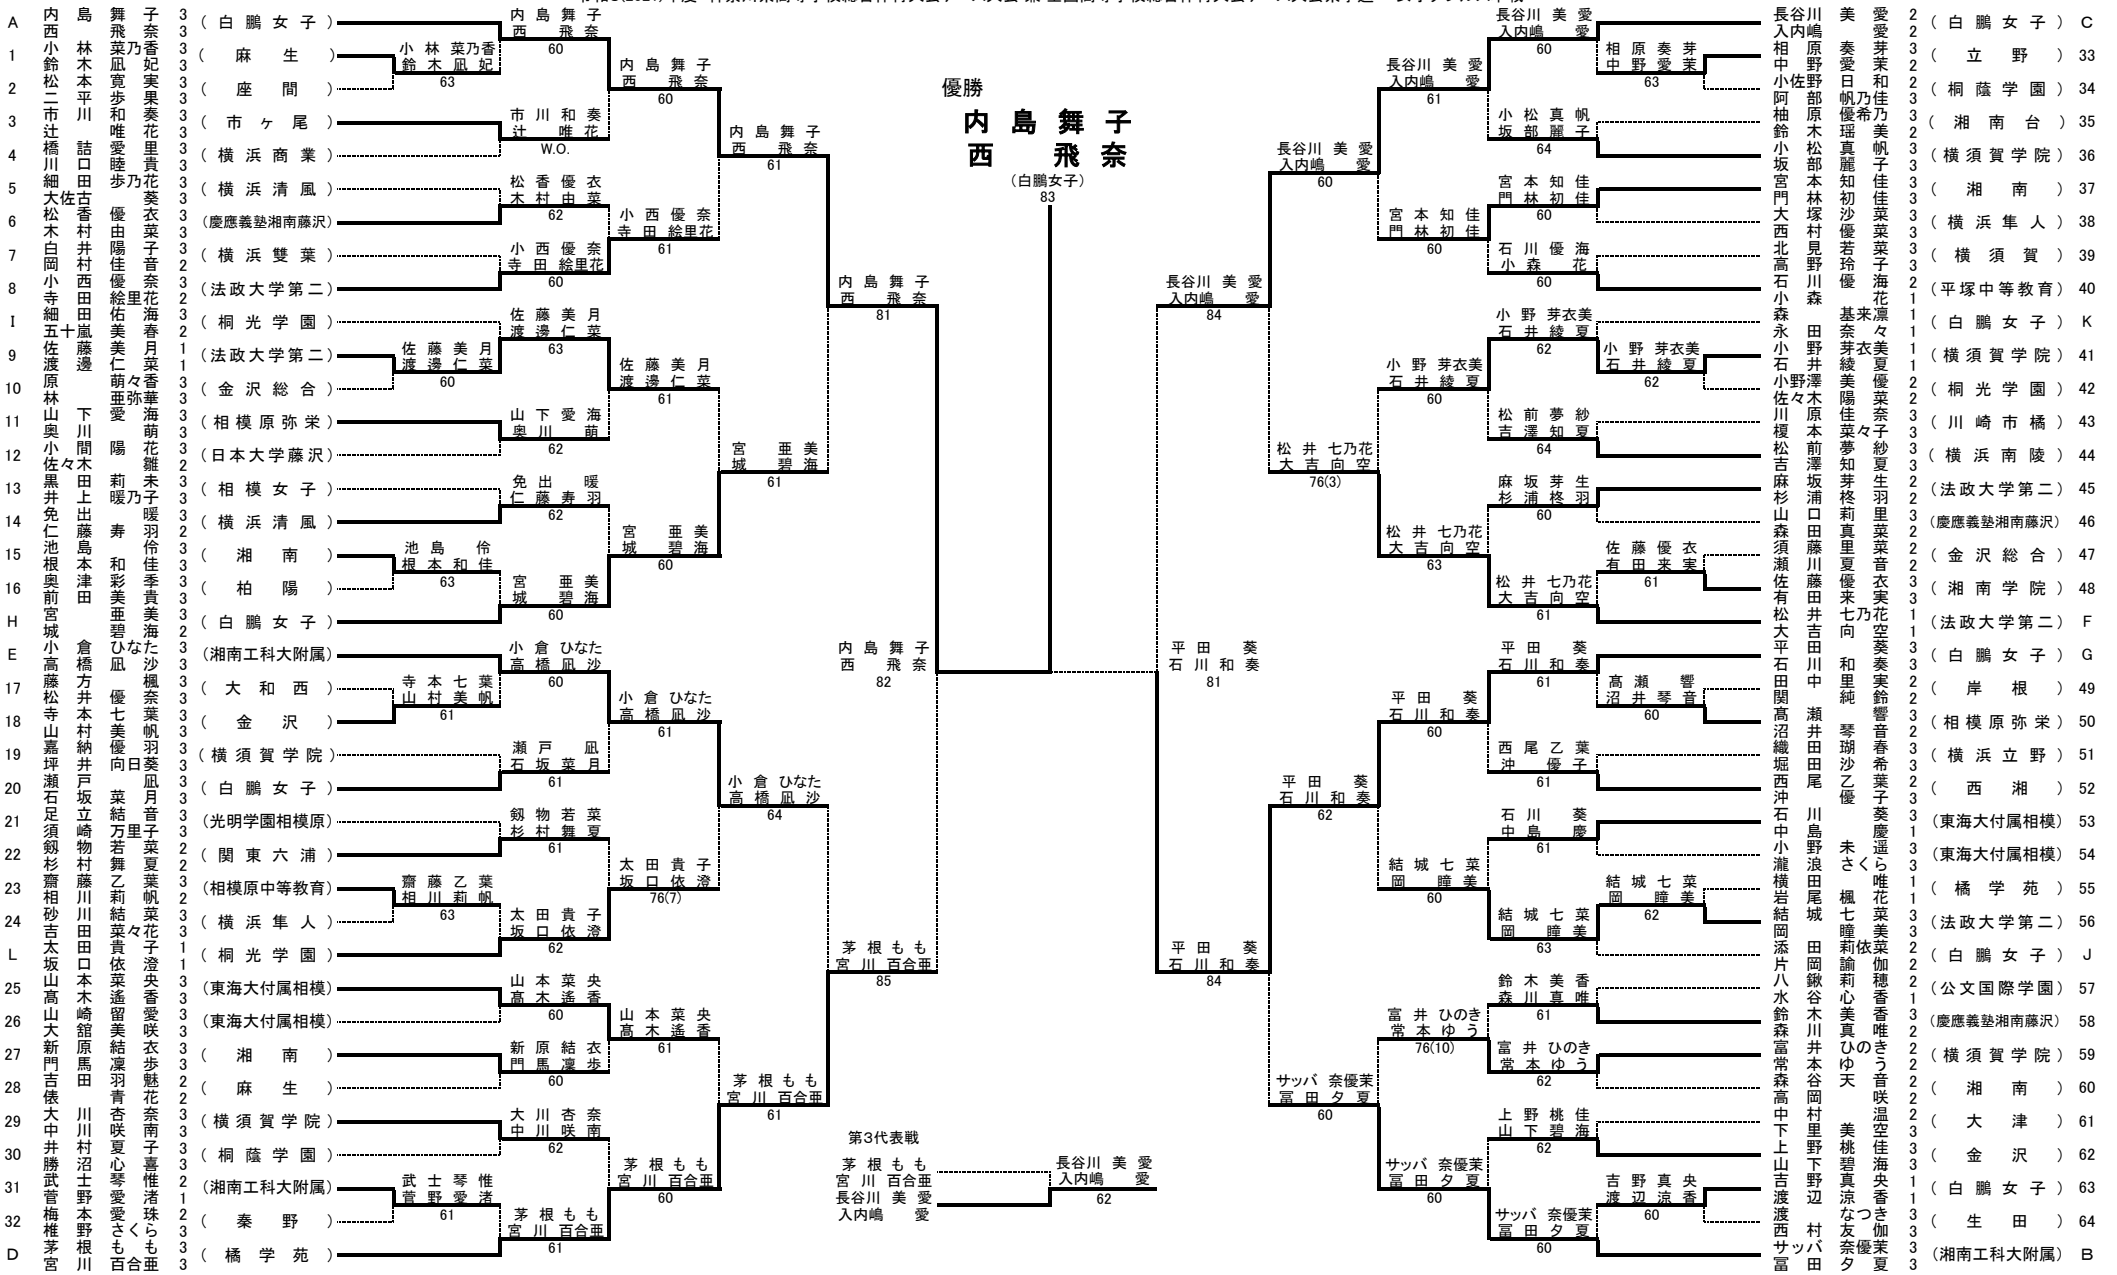 A 内島舞子 3 (白鵬女子)
西飛奈 3
1 小林菜乃香 3 (麻生)
鈴木凪妃 3
2 松本寛実 3 (座間)
二平歩果 3
3 市川和奏 3 (市ヶ尾)
辻唯花 3
4 橋詰愛里 3 (横浜商業)
川口睦貴 3
5 細田歩乃花 3 (横浜清風)
大佐古葵 3
6 松香優衣 3 (慶應義塾湘南藤沢)
木村由菜 3
7 白井陽子 3 (横浜雙葉)
岡村佳音 2
8 小西優奈 3 (法政大学第二)
寺田絵里花 2
I 細田佑海 3 (桐光学園)
五十嵐美春 2
9 佐藤美月 1 (法政大学第二)
渡邊仁菜 1
10 原萌々香 3 (金沢総合)
林亜弥華 3
11 山下愛海 3 (相模原弥栄)
奥川萌 3
12 小間陽花 3 (日本大学藤沢)
佐々木雛 2
13 黒田莉未 3 (相模女子)
井上暖乃子 3
14 免出暖 3 (横浜清風)
仁藤寿羽 2
15 池島伶 3 (湘南)
根本和佳 3
16 奥津彩季 3 (柏陽)
前田美貴 3
H 宮亜美 3 (白鵬女子)
城碧海 2
E 小倉ひなた 3 (湘南工科大附属)
高橋凪沙 3
17 藤方楓 3 (大和西)
松井優奈 3
18 寺本七葉 3 (金沢)
山村美帆 3
19 嘉納優羽 3 (横須賀学院)
坪井向日葵 3
20 瀬戸凪 3 (白鵬女子)
石坂菜月 3
21 足立結音 3 (光明学園相模原)
須崎万里子 3
22 剱物若菜 2 (関東六浦)
杉村舞夏 2
23 齋藤乙葉 3 (相模原中等教育)
相川莉帆 2
24 砂川結菜 3 (横浜隼人)
吉田菜々花 3
L 太田貴子 1 (桐光学園)
坂口依澄 1
25 山本菜央 3 (東海大付属相模)
髙木遙香 3
26 山崎留愛 3 (東海大付属相模)
大舘美咲 3
27 新原結衣 3 (湘南)
門馬凜歩 3
28 吉田羽魅 2 (麻生)
俵青花 2
29 大川杏奈 3 (横須賀学院)
中川咲南 3
30 井村夏子 3 (桐蔭学園)
勝沼心喜 3
31 武士琴惟 2 (湘南工科大附属)
菅野愛渚 1
32 梅本愛珠 2 (秦野)
椎野さくら 3
D 茅根もも 3 (橘学苑)
宮川百合亜 3
小林菜乃香
鈴木凪妃
63
佐藤美月
渡邊仁菜
60
池島伶
根本和佳
63
寺本七葉
山村美帆
61
齋藤乙葉
相川莉帆
63
武士琴惟
菅野愛渚
61
内島舞子
西飛奈
60
市川和奏
辻唯花
W.O.
松香優衣
木村由菜
62
小西優奈
寺田絵里花
60
佐藤美月
渡邊仁菜
63
山下愛海
奥川萌
62
免出暖
仁藤寿羽
62
宮亜美
城碧海
60
小倉ひなた
高橋凪沙
60
瀬戸凪
石坂菜月
61
剱物若菜
杉村舞夏
61
太田貴子
坂口依澄
62
山本菜央
髙木遙香
60
新原結衣
門馬凜歩
60
大川杏奈
中川咲南
62
茅根もも
宮川百合亜
61
内島舞子
西飛奈
60
小西優奈
寺田絵里花
61
佐藤美月
渡邊仁菜
61
宮亜美
城碧海
60
小倉ひなた
高橋凪沙
61
太田貴子
坂口依澄
76(7)
山本菜央
髙木遙香
61
茅根もも
宮川百合亜
60
内島舞子
西飛奈
61
宮亜美
城碧海
61
小倉ひなた
高橋凪沙
64
茅根もも
宮川百合亜
61
内島舞子
西飛奈
81
茅根もも
宮川百合亜
85
内島舞子
西飛奈
82
優勝
内島舞子
西飛奈
(白鵬女子)
83
第3代表戦
茅根もも
宮川百合亜
長谷川美愛
入内嶋愛
長谷川美愛
入内嶋愛
62
平田葵
石川和奏
81
長谷川美愛
入内嶋愛
84
平田葵
石川和奏
84
長谷川美愛
入内嶋愛
60
松井七乃花
大吉向空
76(3)
平田葵
石川和奏
62
サッバ奈優茉
冨田夕夏
60
長谷川美愛
入内嶋愛
61
宮本知佳
門林初佳
60
小野芽衣美
石井綾夏
60
松井七乃花
大吉向空
63
平田葵
石川和奏
60
結城七菜
岡瞳美
60
富井ひのき
常本ゆう
76(10)
サッバ奈優茉
冨田夕夏
60
長谷川美愛
入内嶋愛
60
小松真帆
坂部麗子
64
宮本知佳
門林初佳
60
石川優海
小森花
60
小野芽衣美
石井綾夏
62
松前夢紗
吉澤知夏
64
麻坂芽生
杉浦柊羽
60
松井七乃花
大吉向空
61
平田葵
石川和奏
61
西尾乙葉
沖優子
61
石川葵
中島慶
61
結城七菜
岡瞳美
63
鈴木美香
森川真唯
61
富井ひのき
常本ゆう
62
上野桃佳
山下碧海
62
サッバ奈優茉
冨田夕夏
60
相原奏芽
中野愛茉
63
小野芽衣美
石井綾夏
62
佐藤優衣
有田来実
61
髙瀬響
沼井琴音
60
結城七菜
岡瞳美
62
吉野真央
渡辺涼香
60
長谷川美愛 2 (白鵬女子) C
入内嶋愛 2
相原奏芽 3 (立野) 33
中野愛茉 2
小佐野日和 2 (桐蔭学園) 34
阿部帆乃佳 3
柚原優希乃 3 (湘南台) 35
鈴木瑶美 2
小松真帆 3 (横須賀学院) 36
坂部麗子 3
宮本知佳 3 (湘南) 37
門林初佳 3
大塚沙菜 3 (横浜隼人) 38
西村優菜 3
北見若菜 3 (横須賀) 39
高野玲子 3
石川優海 2 (平塚中等教育) 40
小森花 1
森基来凛 1 (白鵬女子) K
永田奈々 1
小野芽衣美 1 (横須賀学院) 41
石井綾夏 1
小野澤美優 2 (桐光学園) 42
佐々木陽菜 2
川原佳奈 3 (川崎市橘) 43
榎本菜々子 3
松前夢紗 3 (横浜南陵) 44
吉澤知夏 3
麻坂芽生 2 (法政大学第二) 45
杉浦柊羽 2
山口莉里 3 (慶應義塾湘南藤沢) 46
森田真菜 2
須藤里菜 2 (金沢総合) 47
瀬川夏音 2
佐藤優衣 3 (湘南学院) 48
有田来実 3
松井七乃花 1 (法政大学第二) F
大吉向空 1
平田葵 3 (白鵬女子) G
石川和奏 3
田中里実 2 (岸根) 49
関純鈴 2
髙瀬響 3 (相模原弥栄) 50
沼井琴音 2
織田瑚春 3 (横浜立野) 51
堀田沙希 3
西尾乙葉 2 (西湘) 52
沖優子 3
石川葵 3 (東海大付属相模) 53
中島慶 1
小野未遥 3 (東海大付属相模) 54
瀧浪さくら 3
横田唯 1 (橘学苑) 55
岩尾楓花 1
結城七菜 3 (法政大学第二) 56
岡瞳美 3
添田莉依菜 2 (白鵬女子) J
片岡諭伽 2
八鍬莉穂 2 (公文国際学園) 57
水谷心香 1
鈴木美香 3 (慶應義塾湘南藤沢) 58
森川真唯 2
富井ひのき 2 (横須賀学院) 59
常本ゆう 2
森谷天音 2 (湘南) 60
高岡咲 2
中村温 2 (大津) 61
下里美空 3
上野桃佳 3 (金沢) 62
山下碧海 3
吉野真央 1 (白鵬女子) 63
渡辺涼香 1
渡なつき 3 (生田) 64
西村友伽 3
サッバ奈優茉 3 (湘南工科大附属) B
冨田夕夏 3